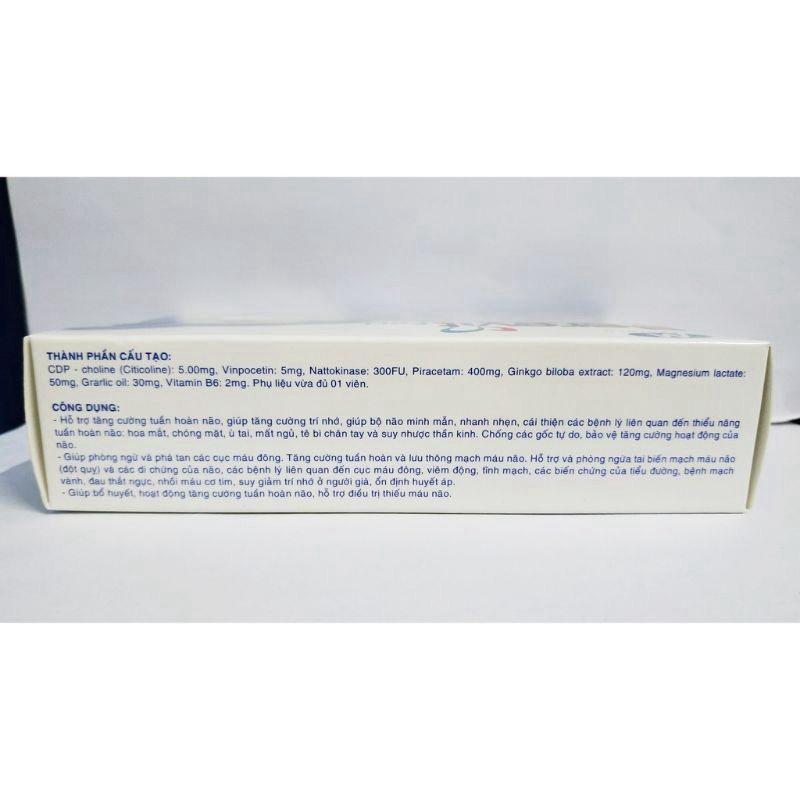 THÀNH PHẦN CẤU TẠO:
CDP - choline (Citicoline): 5.00mg, Vinpocetin: 5mg, Nattokinase: 300FU, Piracetam: 400mg, Ginkgo biloba extract: 120mg, Magnesium lactate:
50mg, Grarlic oil: 30mg, Vitamin B6: 2mg. Phụ liệu vừa đủ 01 viên.
CÔNG DỤNG:
- Hỗ trợ tăng cường tuần hoàn não, giúp tăng cường trí nhớ, giúp bộ não minh mẫn, nhanh nhẹn, cải thiện các bệnh lý liên quan đến thiểu năng
tuần hoàn não: hoa mắt, chóng mặt, ù tai, mất ngủ, tê bì chân tay và suy nhược thần kinh. Chống các gốc tự do, bảo vệ tăng cường hoạt động của
não.
- Giúp phòng ngừ và phá tan các cục máu đông. Tăng cường tuần hoàn và lưu thông mạch máu não. Hỗ trợ và phòng ngừa tai biến mạch máu não
(đột quỵ) và các di chứng của não, các bệnh lý liên quan đến cục máu đông, viêm động, tĩnh mạch, các biến chứng của tiểu đường, bệnh mạch
vành, đau thắt ngực, nhồi máu cơ tim, suy giảm trí nhớ ở người già, ổn định huyết áp.
- Giúp bổ huyết, hoạt động tăng cường tuần hoàn não, hỗ trợ điều trị thiếu máu não.